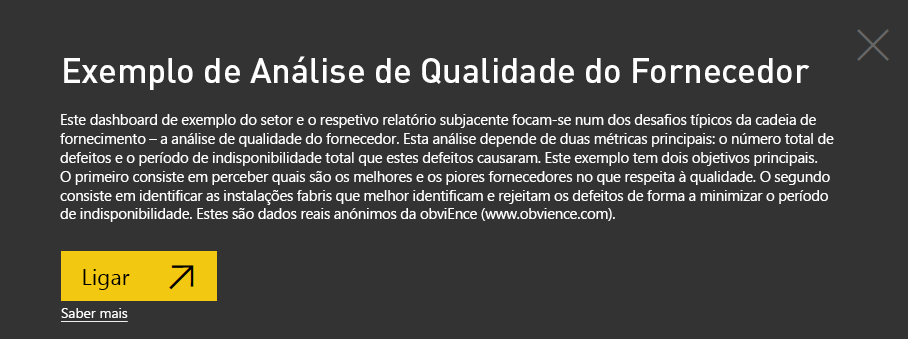 Exemplo de Análise de Qualidade do Fornecedor
Este dashboard de exemplo do setor e o respetivo relatório subjacente focam-se num dos desafios típicos da cadeia de
fornecimento – a análise de qualidade do fornecedor. Esta análise depende de duas métricas principais: o número total de
defeitos e o período de indisponibilidade total que estes defeitos causaram. Este exemplo tem dois objetivos principais.
O primeiro consiste em perceber quais são os melhores e os piores fornecedores no que respeita à qualidade. O segundo
consiste em identificar as instalações fabris que melhor identificam e rejeitam os defeitos de forma a minimizar o período
de indisponibilidade. Estes são dados reais anónimos da obviEnce (www.obvience.com).
Ligar
Saber mais